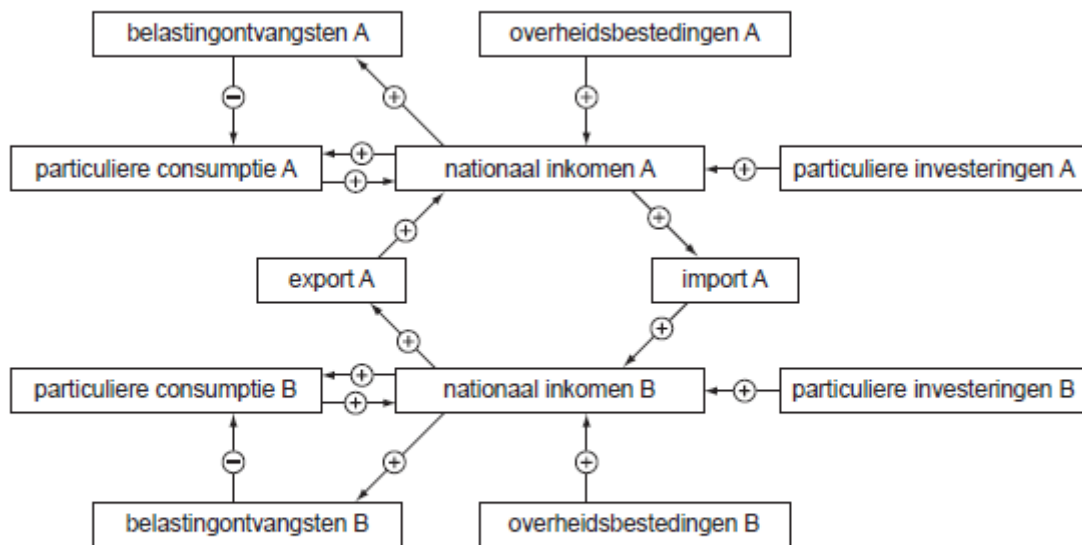 belastingontvangsten A
overheidsbestedingen A
−
+
+
particuliere consumptie A
+
+
nationaal inkomen A
+
particuliere investeringen A
+
+
export A
import A
+
+
particuliere consumptie B
+
+
nationaal inkomen B
+
particuliere investeringen B
−
+
+
belastingontvangsten B
overheidsbestedingen B